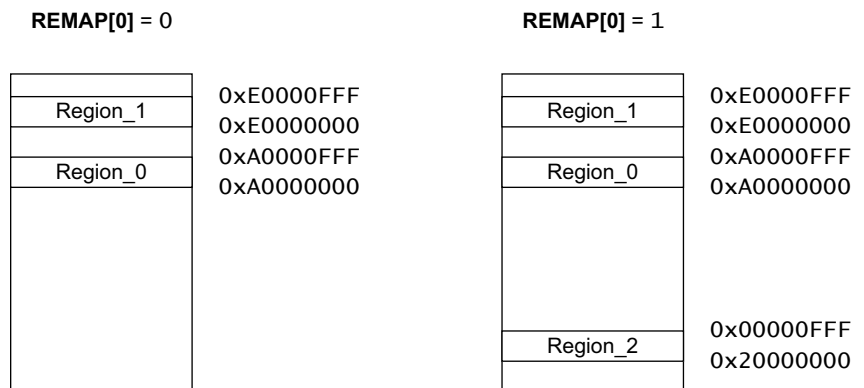 REMAP[0] = 0
Region_1
0xE0000FFF
0xE0000000
Region_0
0xA0000FFF
0xA0000000
REMAP[0] = 1
Region_1
0xE0000FFF
0xE0000000
Region_0
0xA0000FFF
0xA0000000
Region_2
0x00000FFF
0x20000000